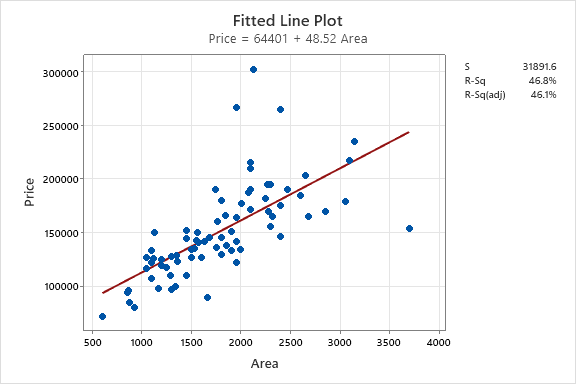 Fitted Line Plot
Price = 64401 + 48.52 Area
S 31891.6
R-Sq 46.8%
R-Sq(adj) 46.1%
300000
250000
200000
150000
100000
Price
500 1000 1500 2000 2500 3000 3500 4000
Area